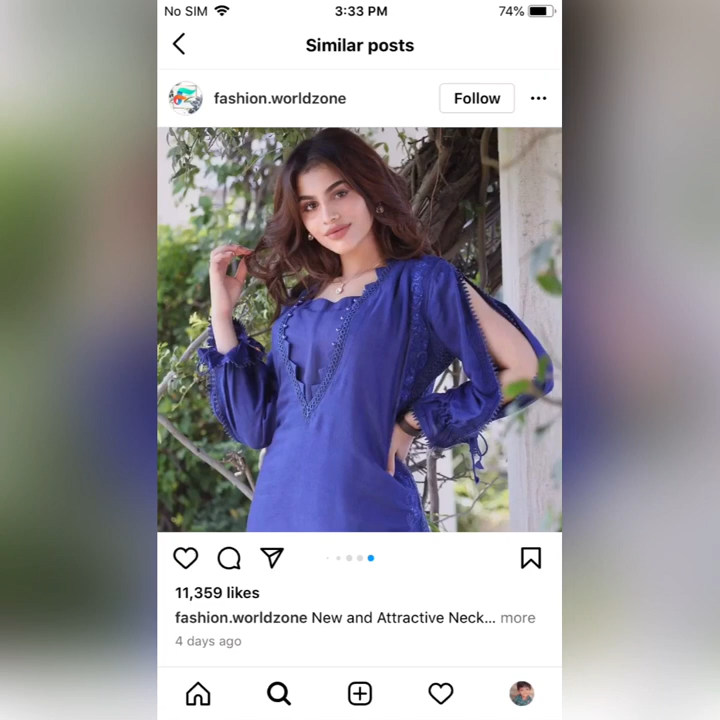 No SIM 3:33 PM 74%
Similar posts
fashion.worldzone Follow
11,359 likes
fashion.worldzone New and Attractive Neck... more
4 days ago